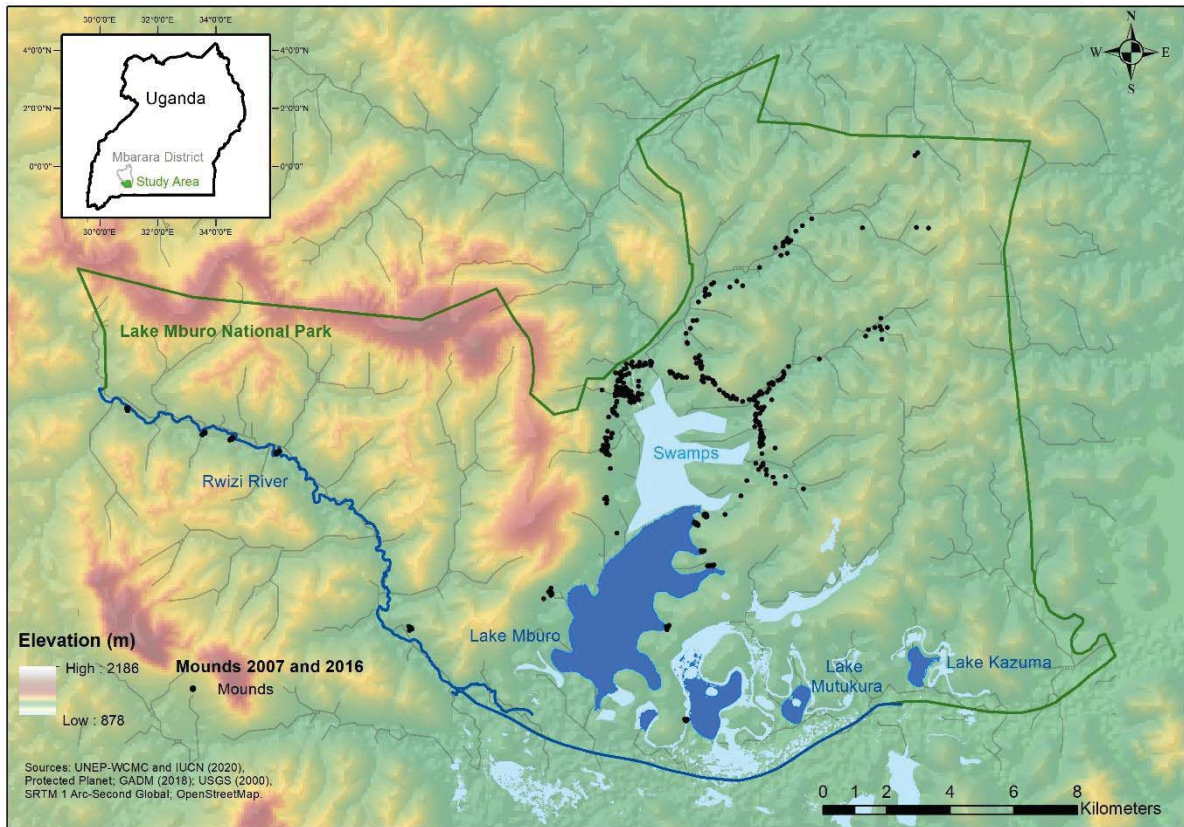 30°0'0"E 32°0'0"E 34°0'0"E
4°0'0"N
2°0'0"N
0°0'0"
4°0'0"N
2°0'0"N
0°0'0"
Uganda
Mbarara District
Study Area
30°0'0"E 32°0'0"E 34°0'0"E
N
W E
S
Lake Mburo National Park
Swamps
Rwizi River
Lake Mburo
Lake Kazuma
Lake
Mutukura
Elevation (m)
High : 2186
Low : 878
Mounds 2007 and 2016
Mounds
Sources: UNEP-WCMC and IUCN (2020),
Protected Planet; GADM (2018); USGS (2000),
SRTM 1 Arc-Second Global; OpenStreetMap.
0 1 2 4 6 8
Kilometers